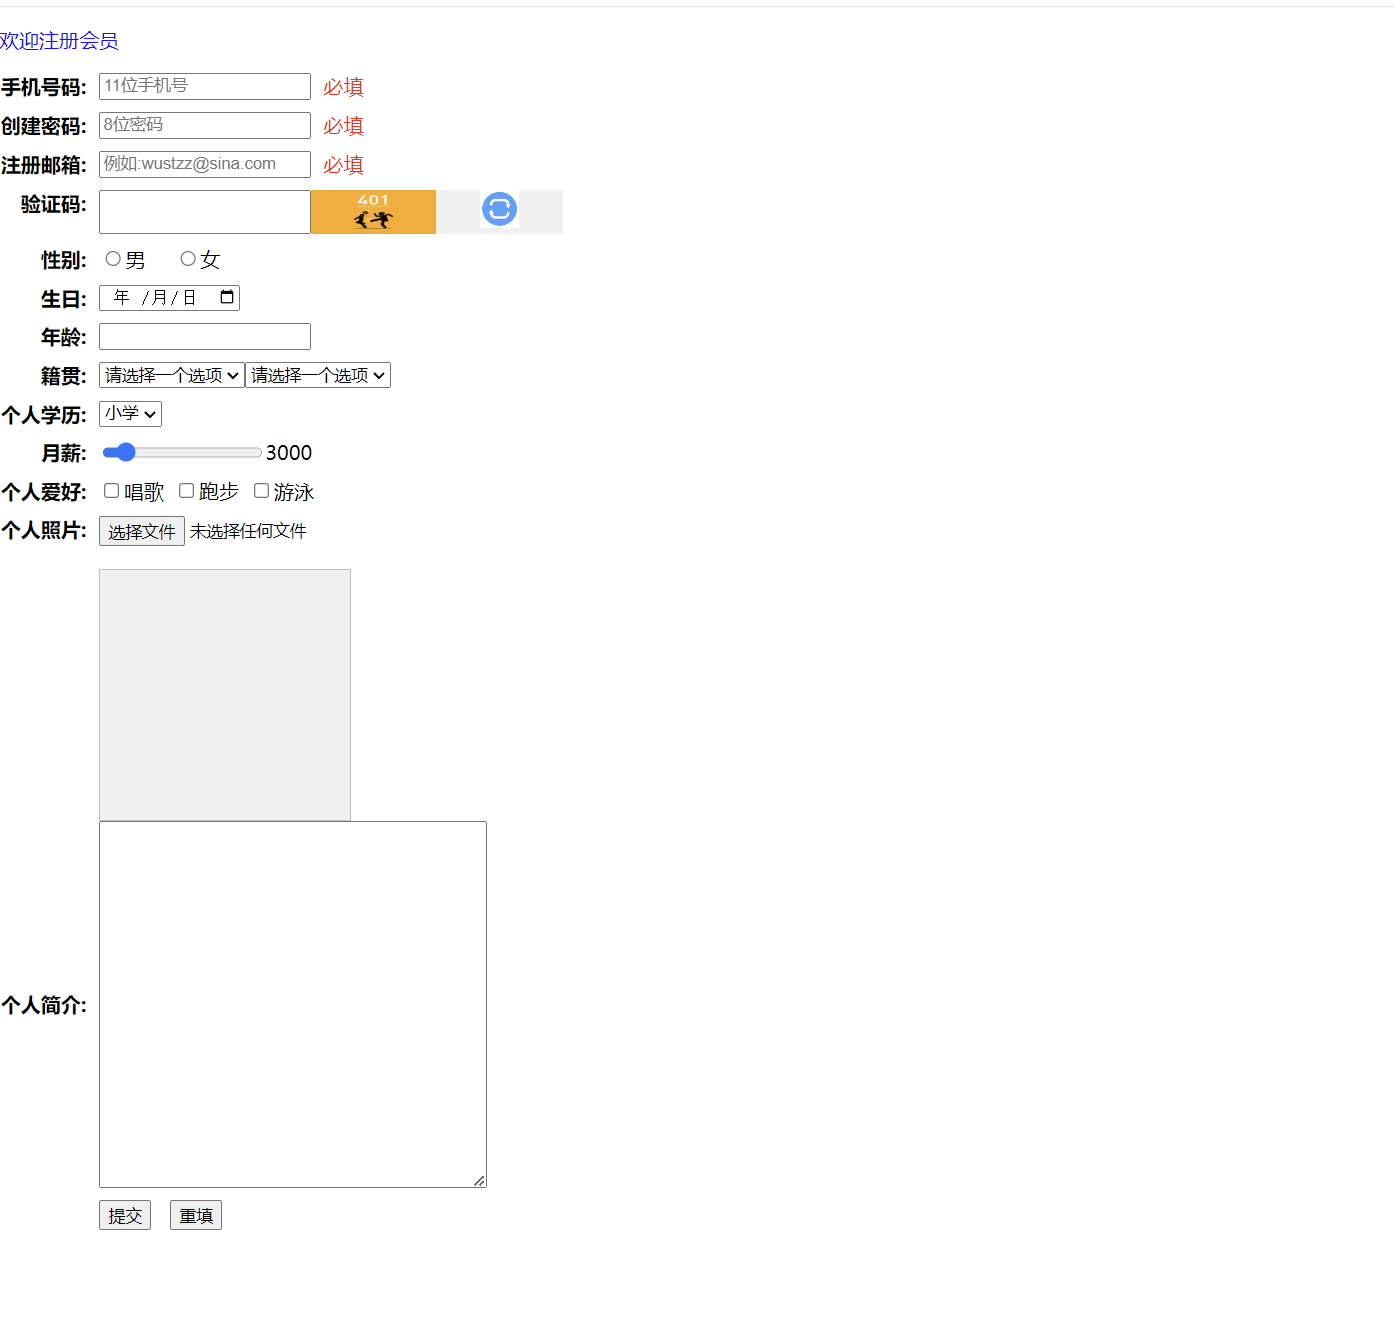 欢迎注册会员
手机号码: 11位手机号 必填
创建密码: 8位密码 必填
注册邮箱: 例如:wustzz@sina.com 必填
验证码: 401
性别: 男 女
生日: 年 /月/日
年龄:
籍贯: 请选择一个选项 请选择一个选项
个人学历: 小学
月薪: 3000
个人爱好: 唱歌 跑步 游泳
个人照片: 选择文件 未选择任何文件
个人简介:
提交 重填